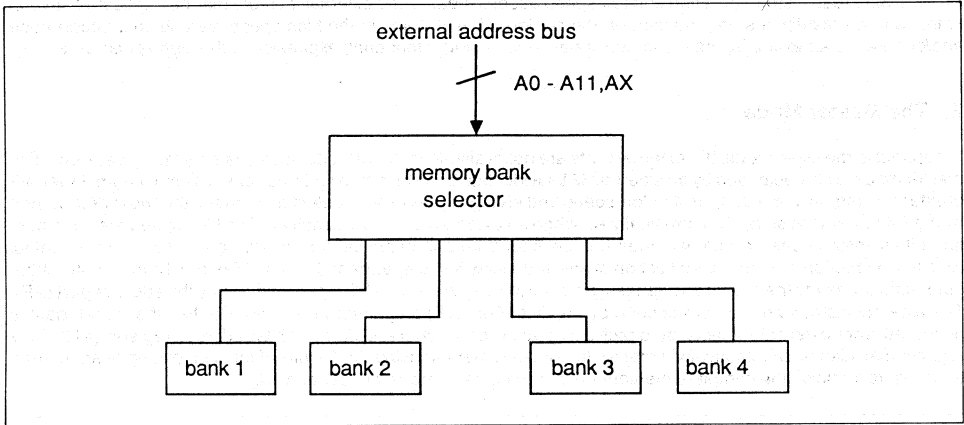 external address bus
A0 - A11,AX
memory bank
selector
bank 1
bank 2
bank 3
bank 4